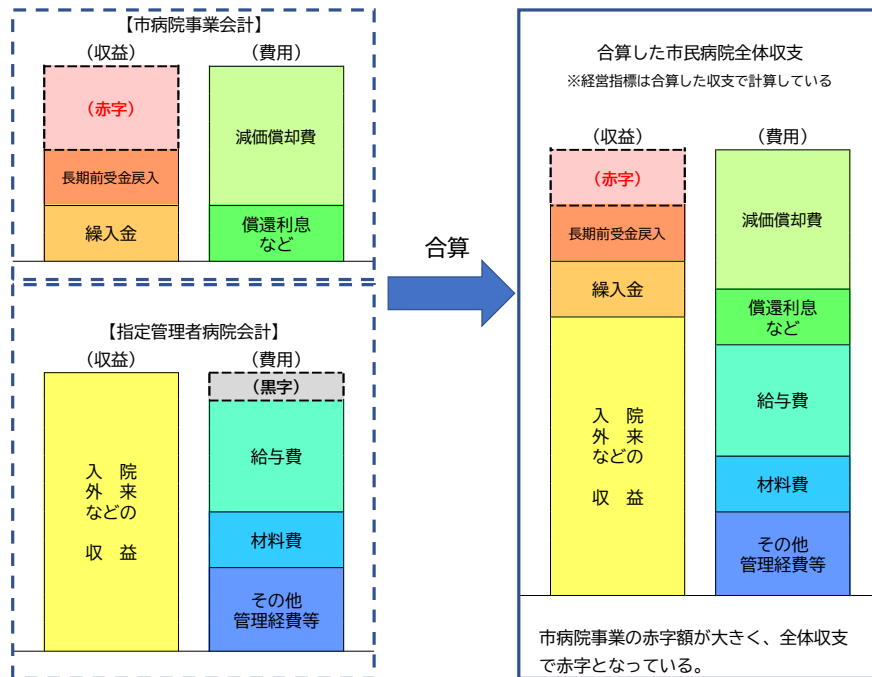 【市病院事業会計】
（収益）
（費用）
（赤字）
長期前受金戻入
繰入金
減価償却費
償還利息
など
【指定管理者病院会計】
（収益）
（費用）
入　院
外　来
などの
収　益
（黒字）
給与費
材料費
その他
管理経費等
合算
合算した市民病院全体収支
※経営指標は合算した収支で計算している
（収益）
（費用）
（赤字）
長期前受金戻入
繰入金
入　院
外　来
などの
収　益
減価償却費
償還利息
など
給与費
材料費
その他
管理経費等
市病院事業の赤字額が大きく、全体収支
で赤字となっている。